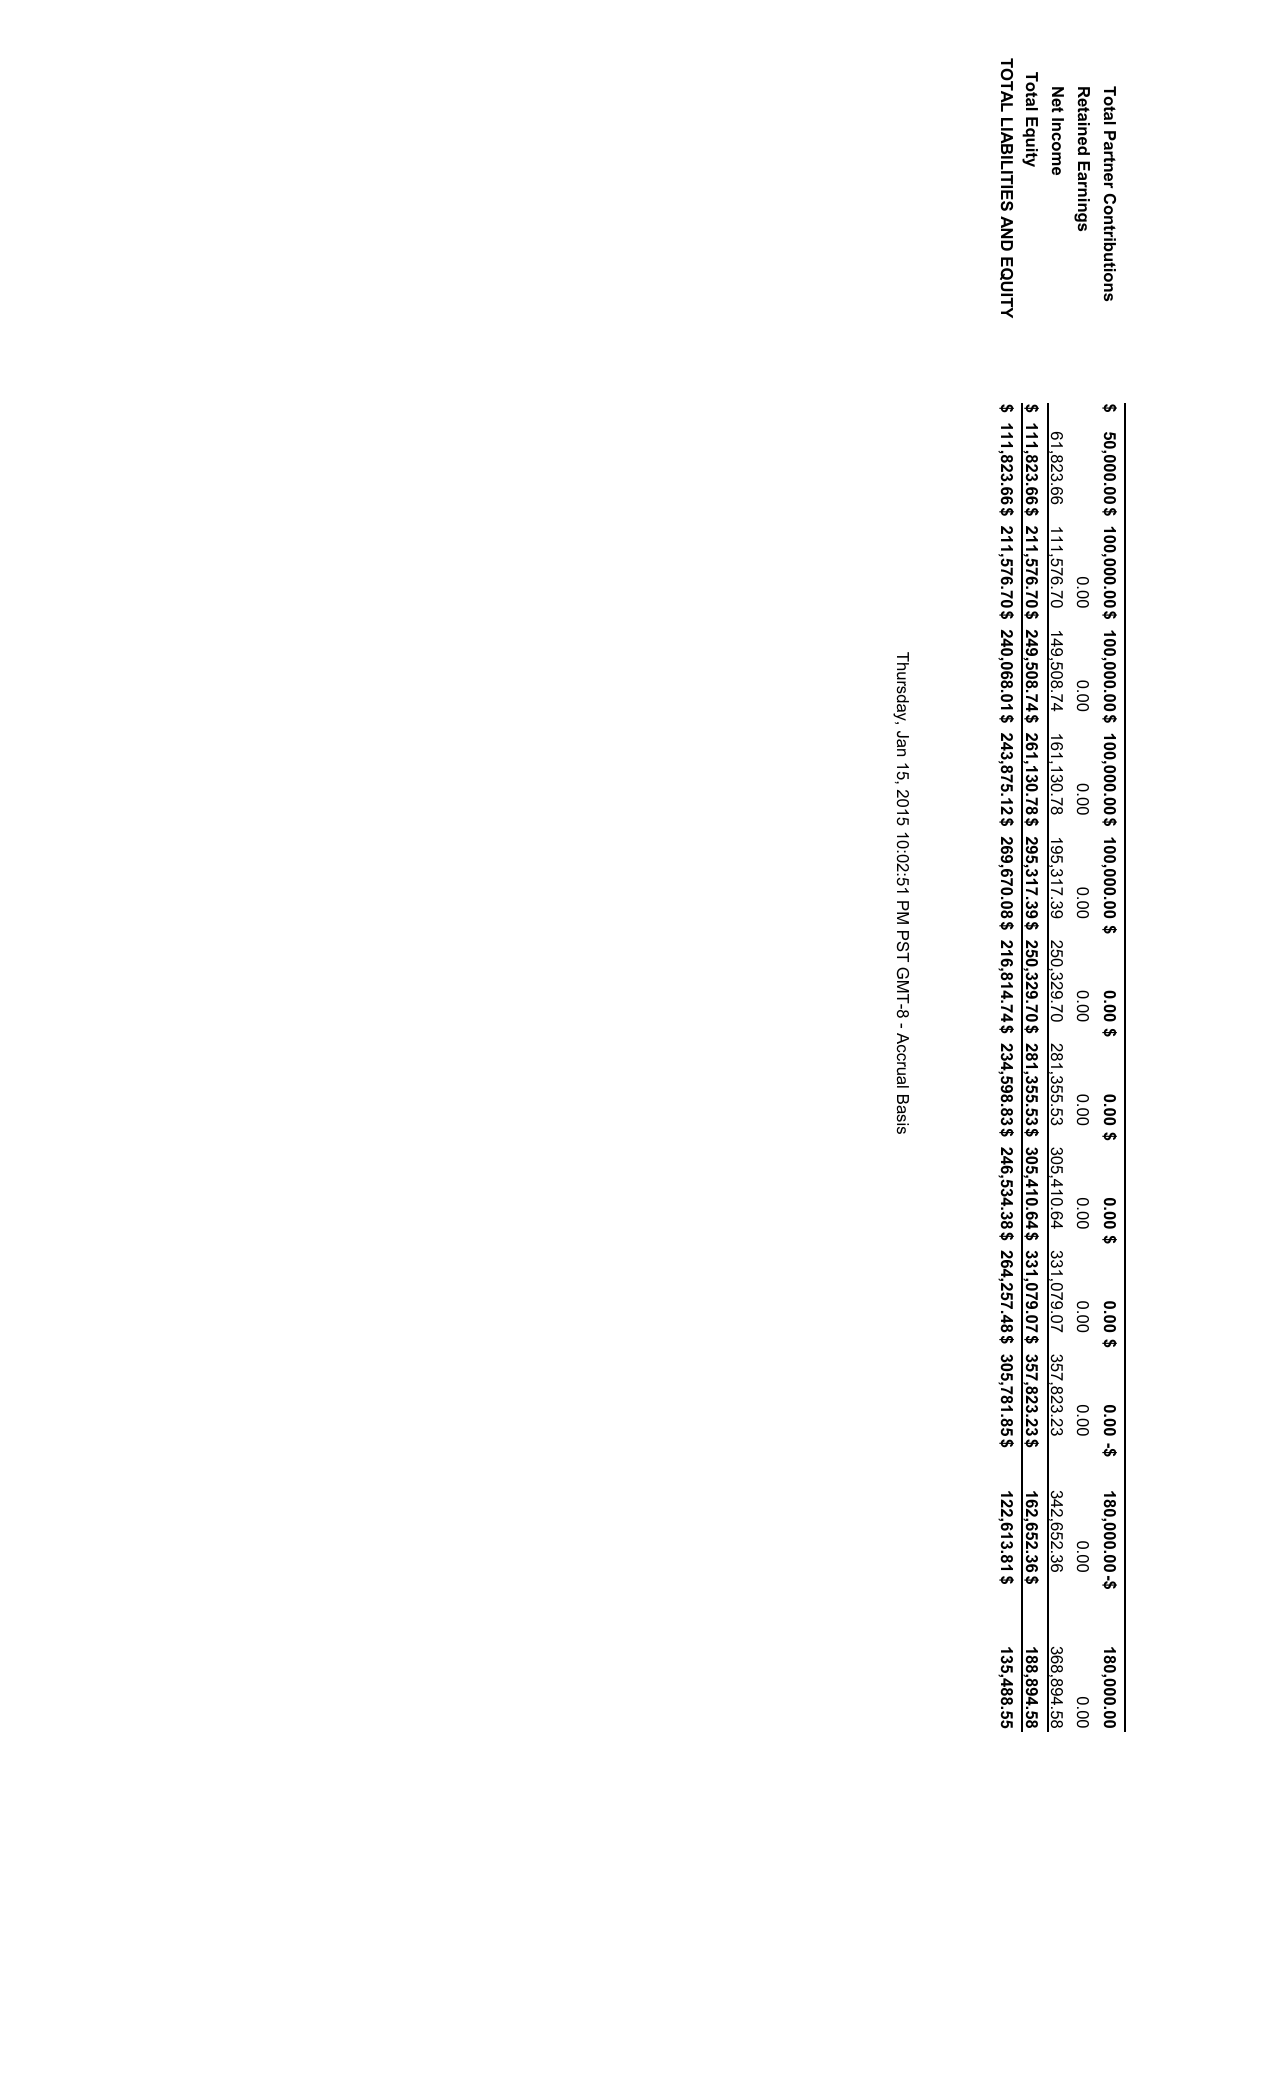 Total Partner Contributions $ 50,000.00 $ 100,000.00 $ 100,000.00 $ 100,000.00 $ 100,000.00 $ 0.00 $ 0.00 $ 0.00 $ 0.00 $ 0.00 -$ 180,000.00 -$ 180,000.00
Retained Earnings 0.00 0.00 0.00 0.00 0.00 0.00 0.00 0.00 0.00 0.00 0.00
Net Income 61,823.66 111,576.70 149,508.74 161,130.78 195,317.39 250,329.70 281,355.53 305,410.64 331,079.07 357,823.23 342,652.36 368,894.58
Total Equity $ 111,823.66 $ 211,576.70 $ 249,508.74 $ 261,130.78 $ 295,317.39 $ 250,329.70 $ 281,355.53 $ 305,410.64 $ 331,079.07 $ 357,823.23 $ 162,652.36 $ 188,894.58
TOTAL LIABILITIES AND EQUITY $ 111,823.66 $ 211,576.70 $ 240,068.01 $ 243,875.12 $ 269,670.08 $ 216,814.74 $ 234,598.83 $ 246,534.38 $ 264,257.48 $ 305,781.85 $ 122,613.81 $ 135,488.55
Thursday, Jan 15, 2015 10:02:51 PM PST GMT-8 - Accrual Basis